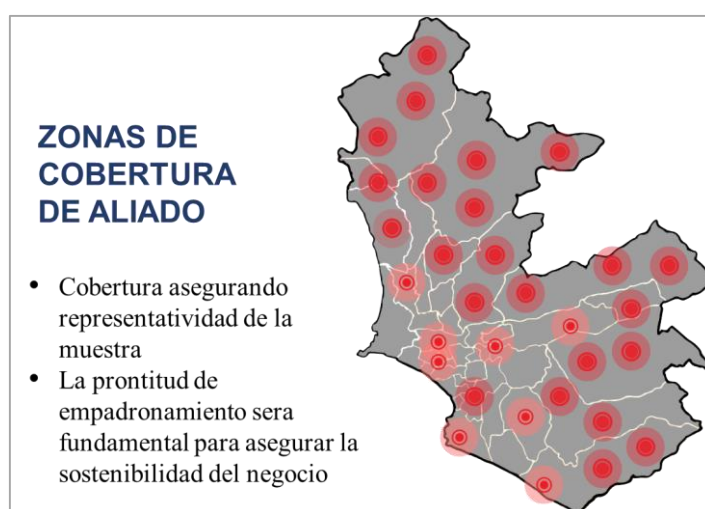 ZONAS DE
COBERTURA
DE ALIADO
• Cobertura asegurando
representatividad de la
muestra
• La prontitud de
empadronamiento sera
fundamental para asegurar la
sostenibilidad del negocio